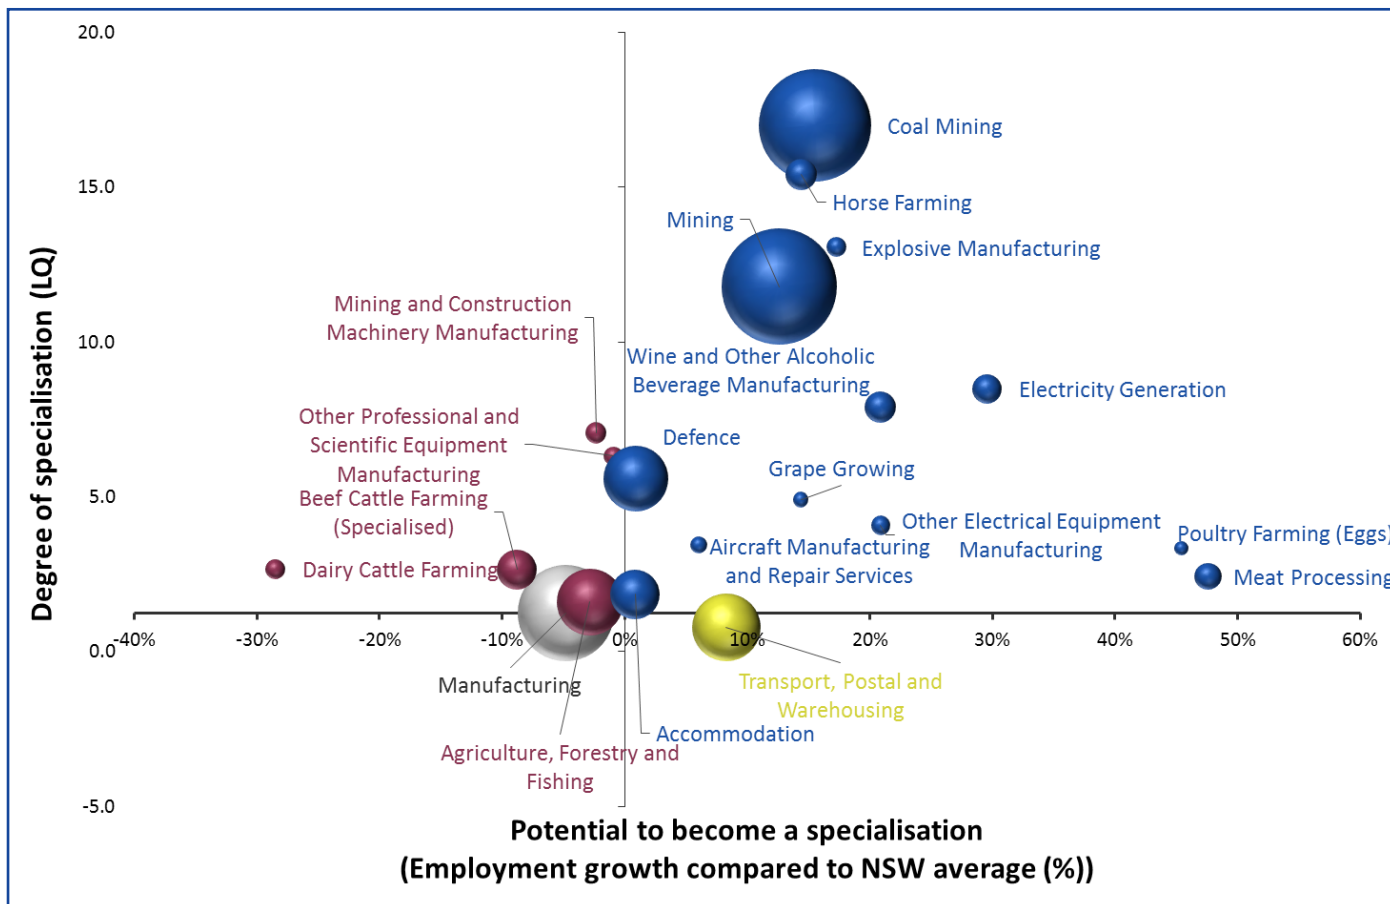 20.0
Coal Mining
15.0
Horse Farming
Mining
Explosive Manufacturing
Mining and Construction
Machinery Manufacturing
10.0
Wine and Other Alcoholic
Beverage Manufacturing
Electricity Generation
Other Professional and
Scientific Equipment
Manufacturing
Defence
Grape Growing
5.0
Beef Cattle Farming
(Specialised)
Other Electrical Equipment
Manufacturing
Poultry Farming (Eggs)
Aircraft Manufacturing
and Repair Services
Dairy Cattle Farming
Meat Processing
-40% -30% -20% -10% 0% 10% 20% 30% 40% 50% 60%
0.0
Manufacturing
Transport, Postal and
Warehousing
Accommodation
Agriculture, Forestry and
Fishing
-5.0
Degree of specialisation (LQ)
Potential to become a specialisation
(Employment growth compared to NSW average (%))